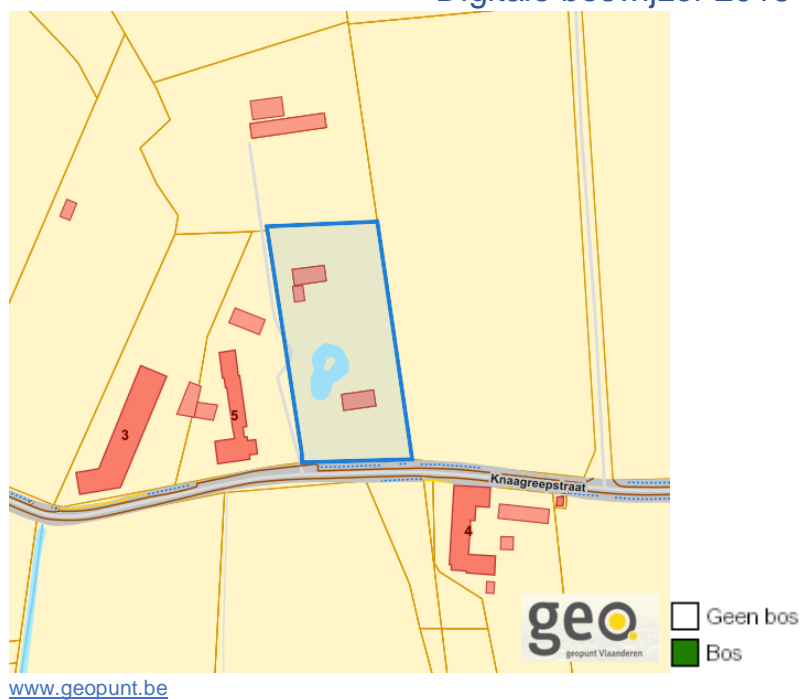 3
5
Knaagreepstraat
4
geo.
geopunt Vlaanderen
Geen bos
Bos
www.geopunt.be